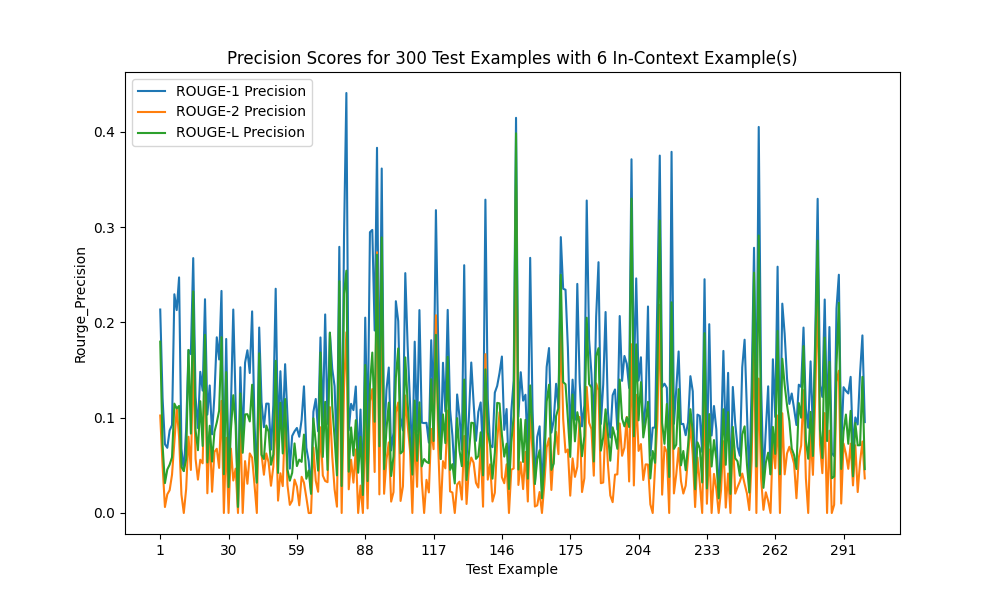 Precision Scores for 300 Test Examples with 6 In-Context Example(s)
ROUGE-1 Precision
ROUGE-2 Precision
ROUGE-L Precision
Rourge_Precision
0.4
0.3
0.2
0.1
0.0
1 30 59 88 117 146 175 204 233 262 291
Test Example